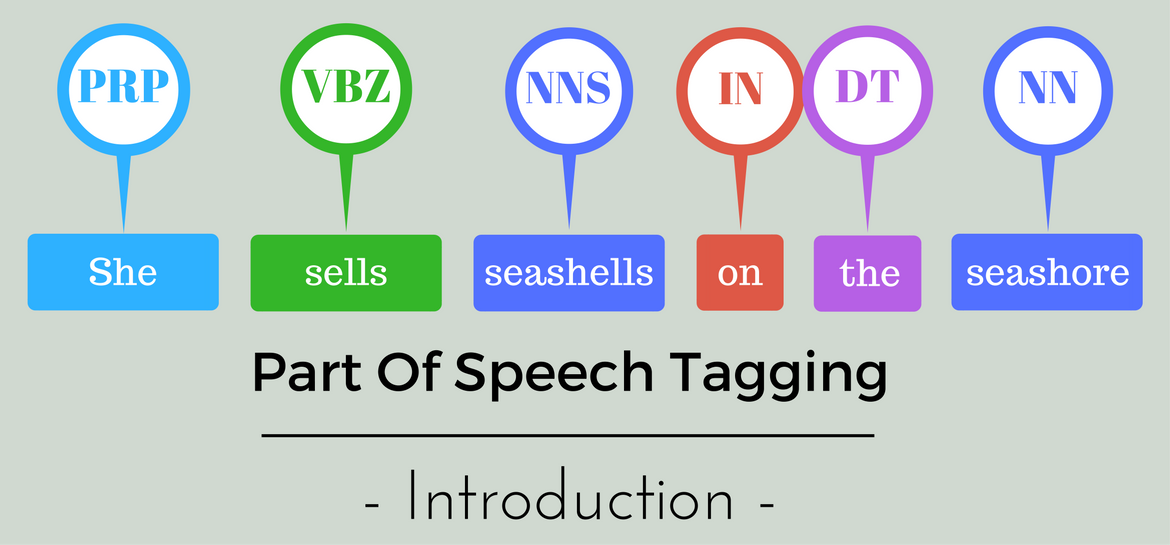 PRP VBZ NNS IN DT NN
She sells seashells on the seashore
Part Of Speech Tagging
- Introduction -